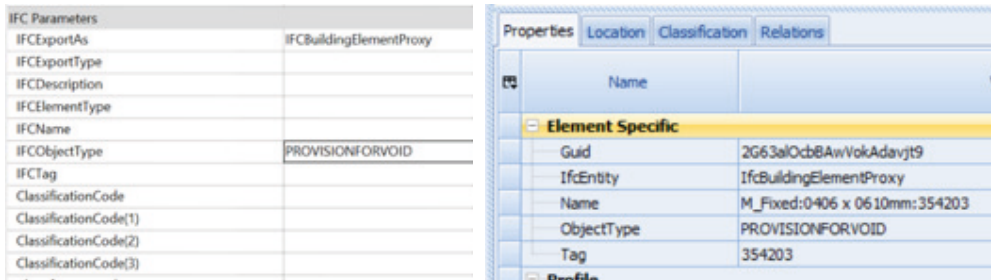 IFC Parameters
IFCExportAs IFCBuildingElementProxy
IFCExportType
IFCDescription
IFCElementType
IFCName
IFCObjectType PROVISIONFORVOID
IFCTag
ClassificationCode
ClassificationCode(1)
ClassificationCode(2)
ClassificationCode(3)
Properties Location Classification Relations
Name
Element Specific
Guid 2G63alOcbBAwVokAdavjt9
IfcEntity IfcBuildingElementProxy
Name M_Fixed:0406 x 0610mm:354203
ObjectType PROVISIONFORVOID
Tag 354203
Profile